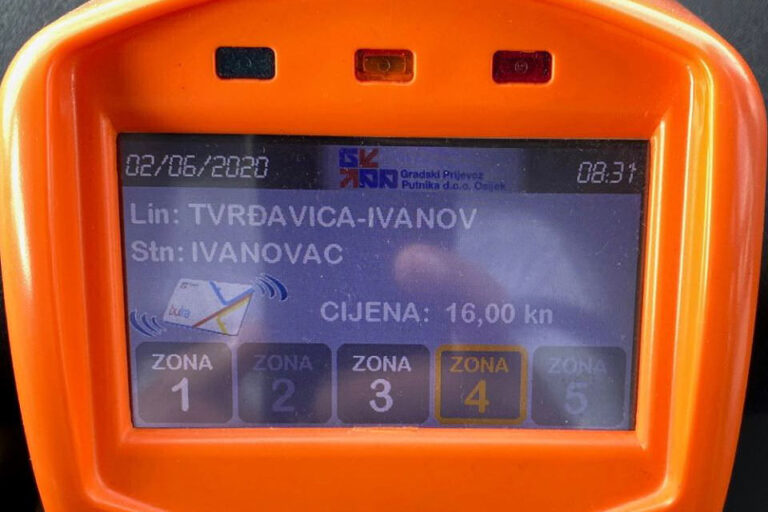 02/06/2020
Gradski Prijevoz
Putnika d.o.o. Osijek
08:31
Lin: TVRĐAVICA-IVANOV
Stn: IVANOVAC
CIJENA: 16,00 kn
ZONA 1
ZONA 2
ZONA 3
ZONA 4
ZONA 5